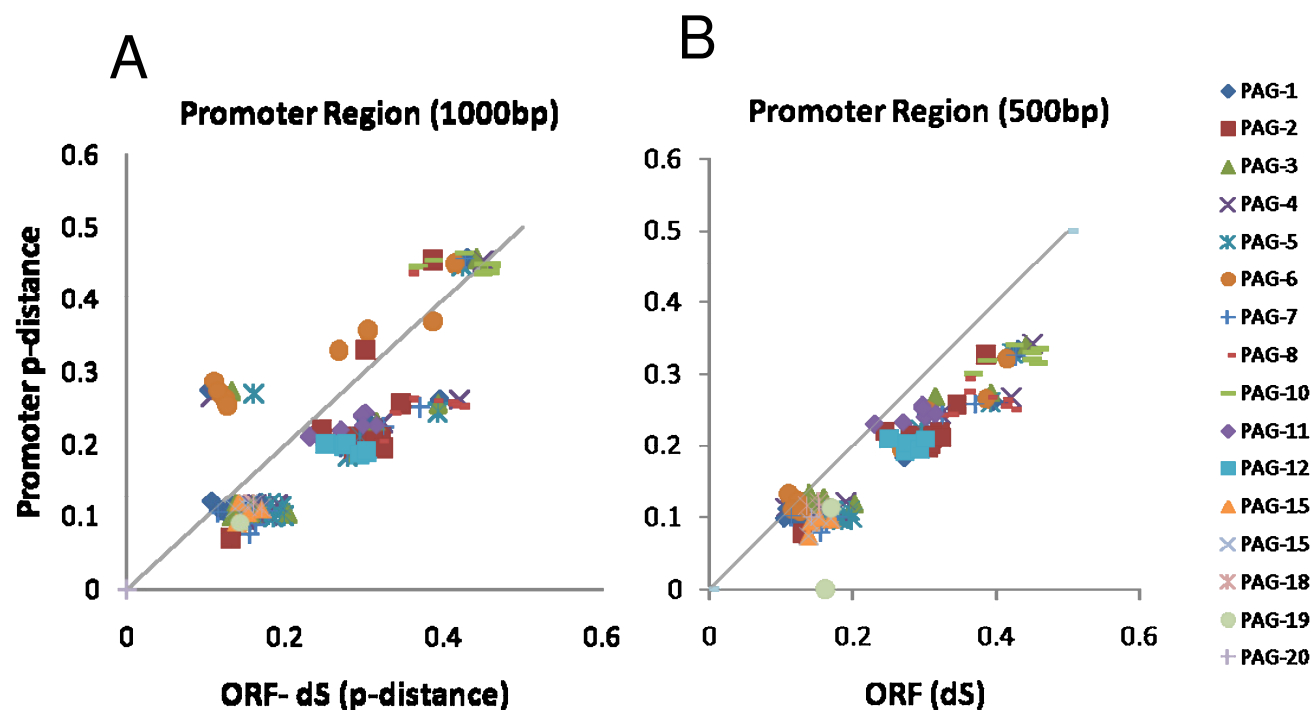 A
B
Promoter Region (1000bp)
Promoter Region (500bp)
Promoter p-distance
0.6
0.5
0.4
0.3
0.2
0.1
0
0
0.2
0.4
0.6
ORF- dS (p-distance)
0.6
0.5
0.4
0.3
0.2
0.1
0
0
0.2
0.4
0.6
ORF (dS)
PAG-1
PAG-2
PAG-3
PAG-4
PAG-5
PAG-6
PAG-7
PAG-8
PAG-10
PAG-11
PAG-12
PAG-15
PAG-15
PAG-18
PAG-19
PAG-20